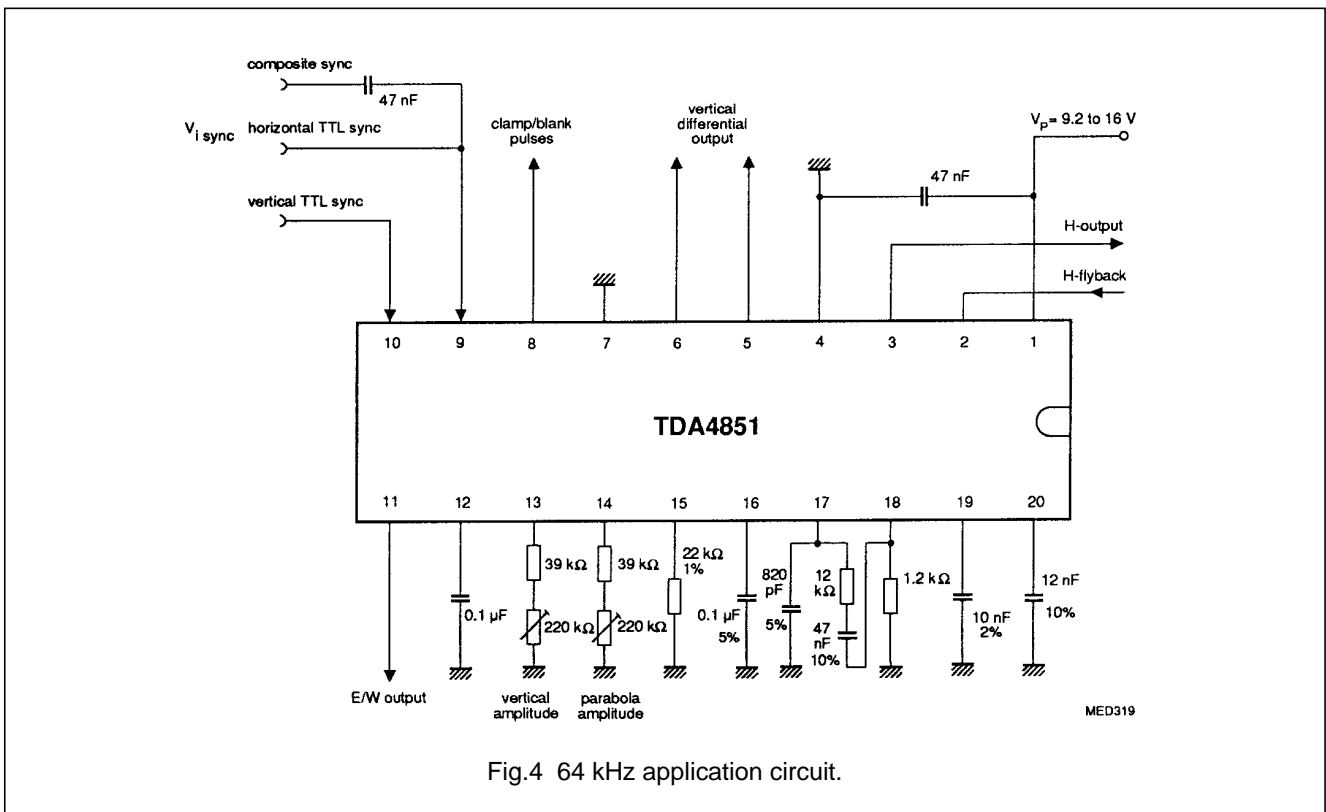 composite sync
47 nF
V i sync
horizontal TTL sync
vertical TTL sync
clamp/blank
pulses
vertical
differential
output
VP = 9.2 to 16 V
47 nF
H-output
H-flyback
10 9 8 7 6 5 4 3 2 1
TDA4851
11 12 13 14 15 16 17 18 19 20
0.1 µF
39 kΩ
220 kΩ
39 kΩ
220 kΩ
22 kΩ
1%
0.1 µF
5%
820
pF
5%
12
kΩ
47
nF
10%
1.2 kΩ
10 nF
2%
12 nF
10%
E/W output
vertical
amplitude
parabola
amplitude
MED319
Fig.4 64 kHz application circuit.